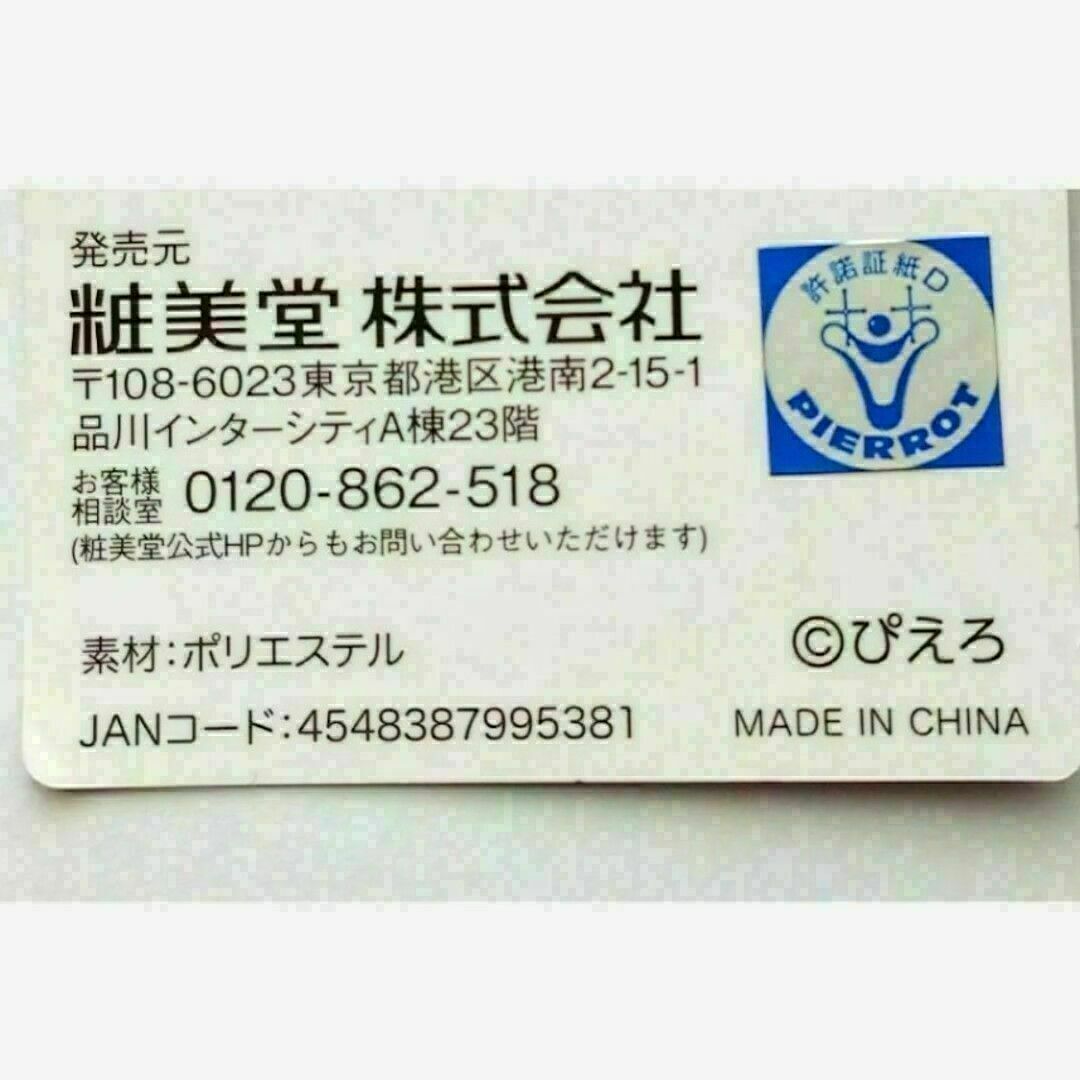 発売元
粧美堂 株式会社
〒108-6023東京都港区港南2-15-1
品川インターシティA棟23階
お客様
相談室 0120-862-518
(粧美堂公式HPからもお問い合わせいただけます)
許諾証紙D
PIERROT
素材:ポリエステル
©ぴえろ
JANコード:4548387995381
MADE IN CHINA